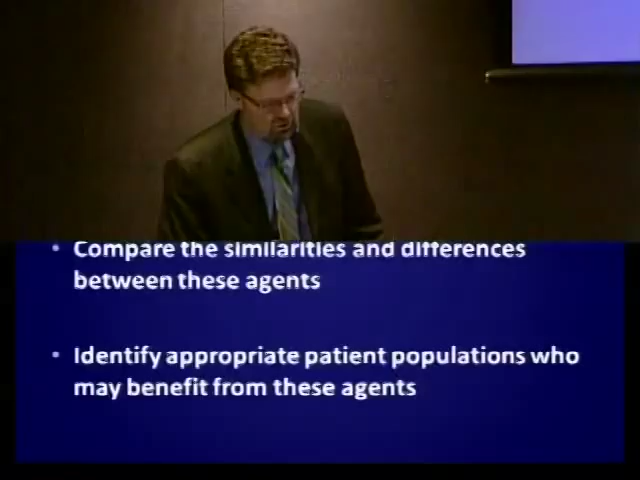 • Compare the similarities and differences
between these agents
• Identify appropriate patient populations who
may benefit from these agents